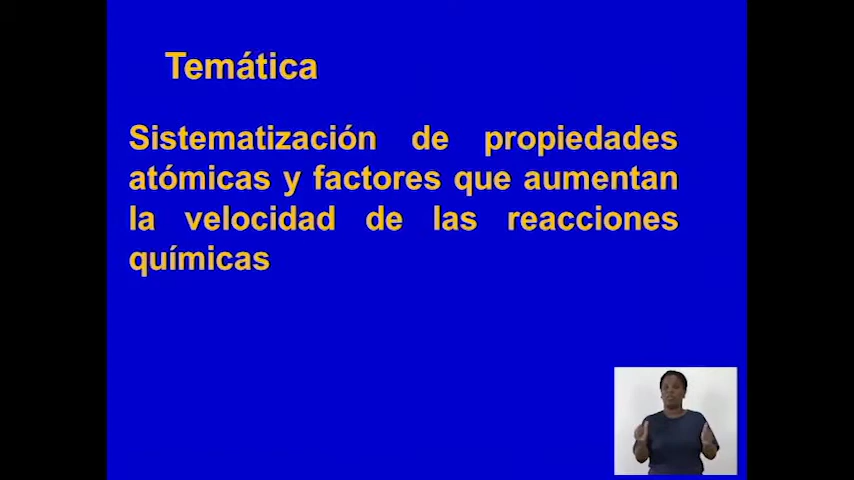 Temática
Sistematización de propiedades
atómicas y factores que aumentan
la velocidad de las reacciones
químicas